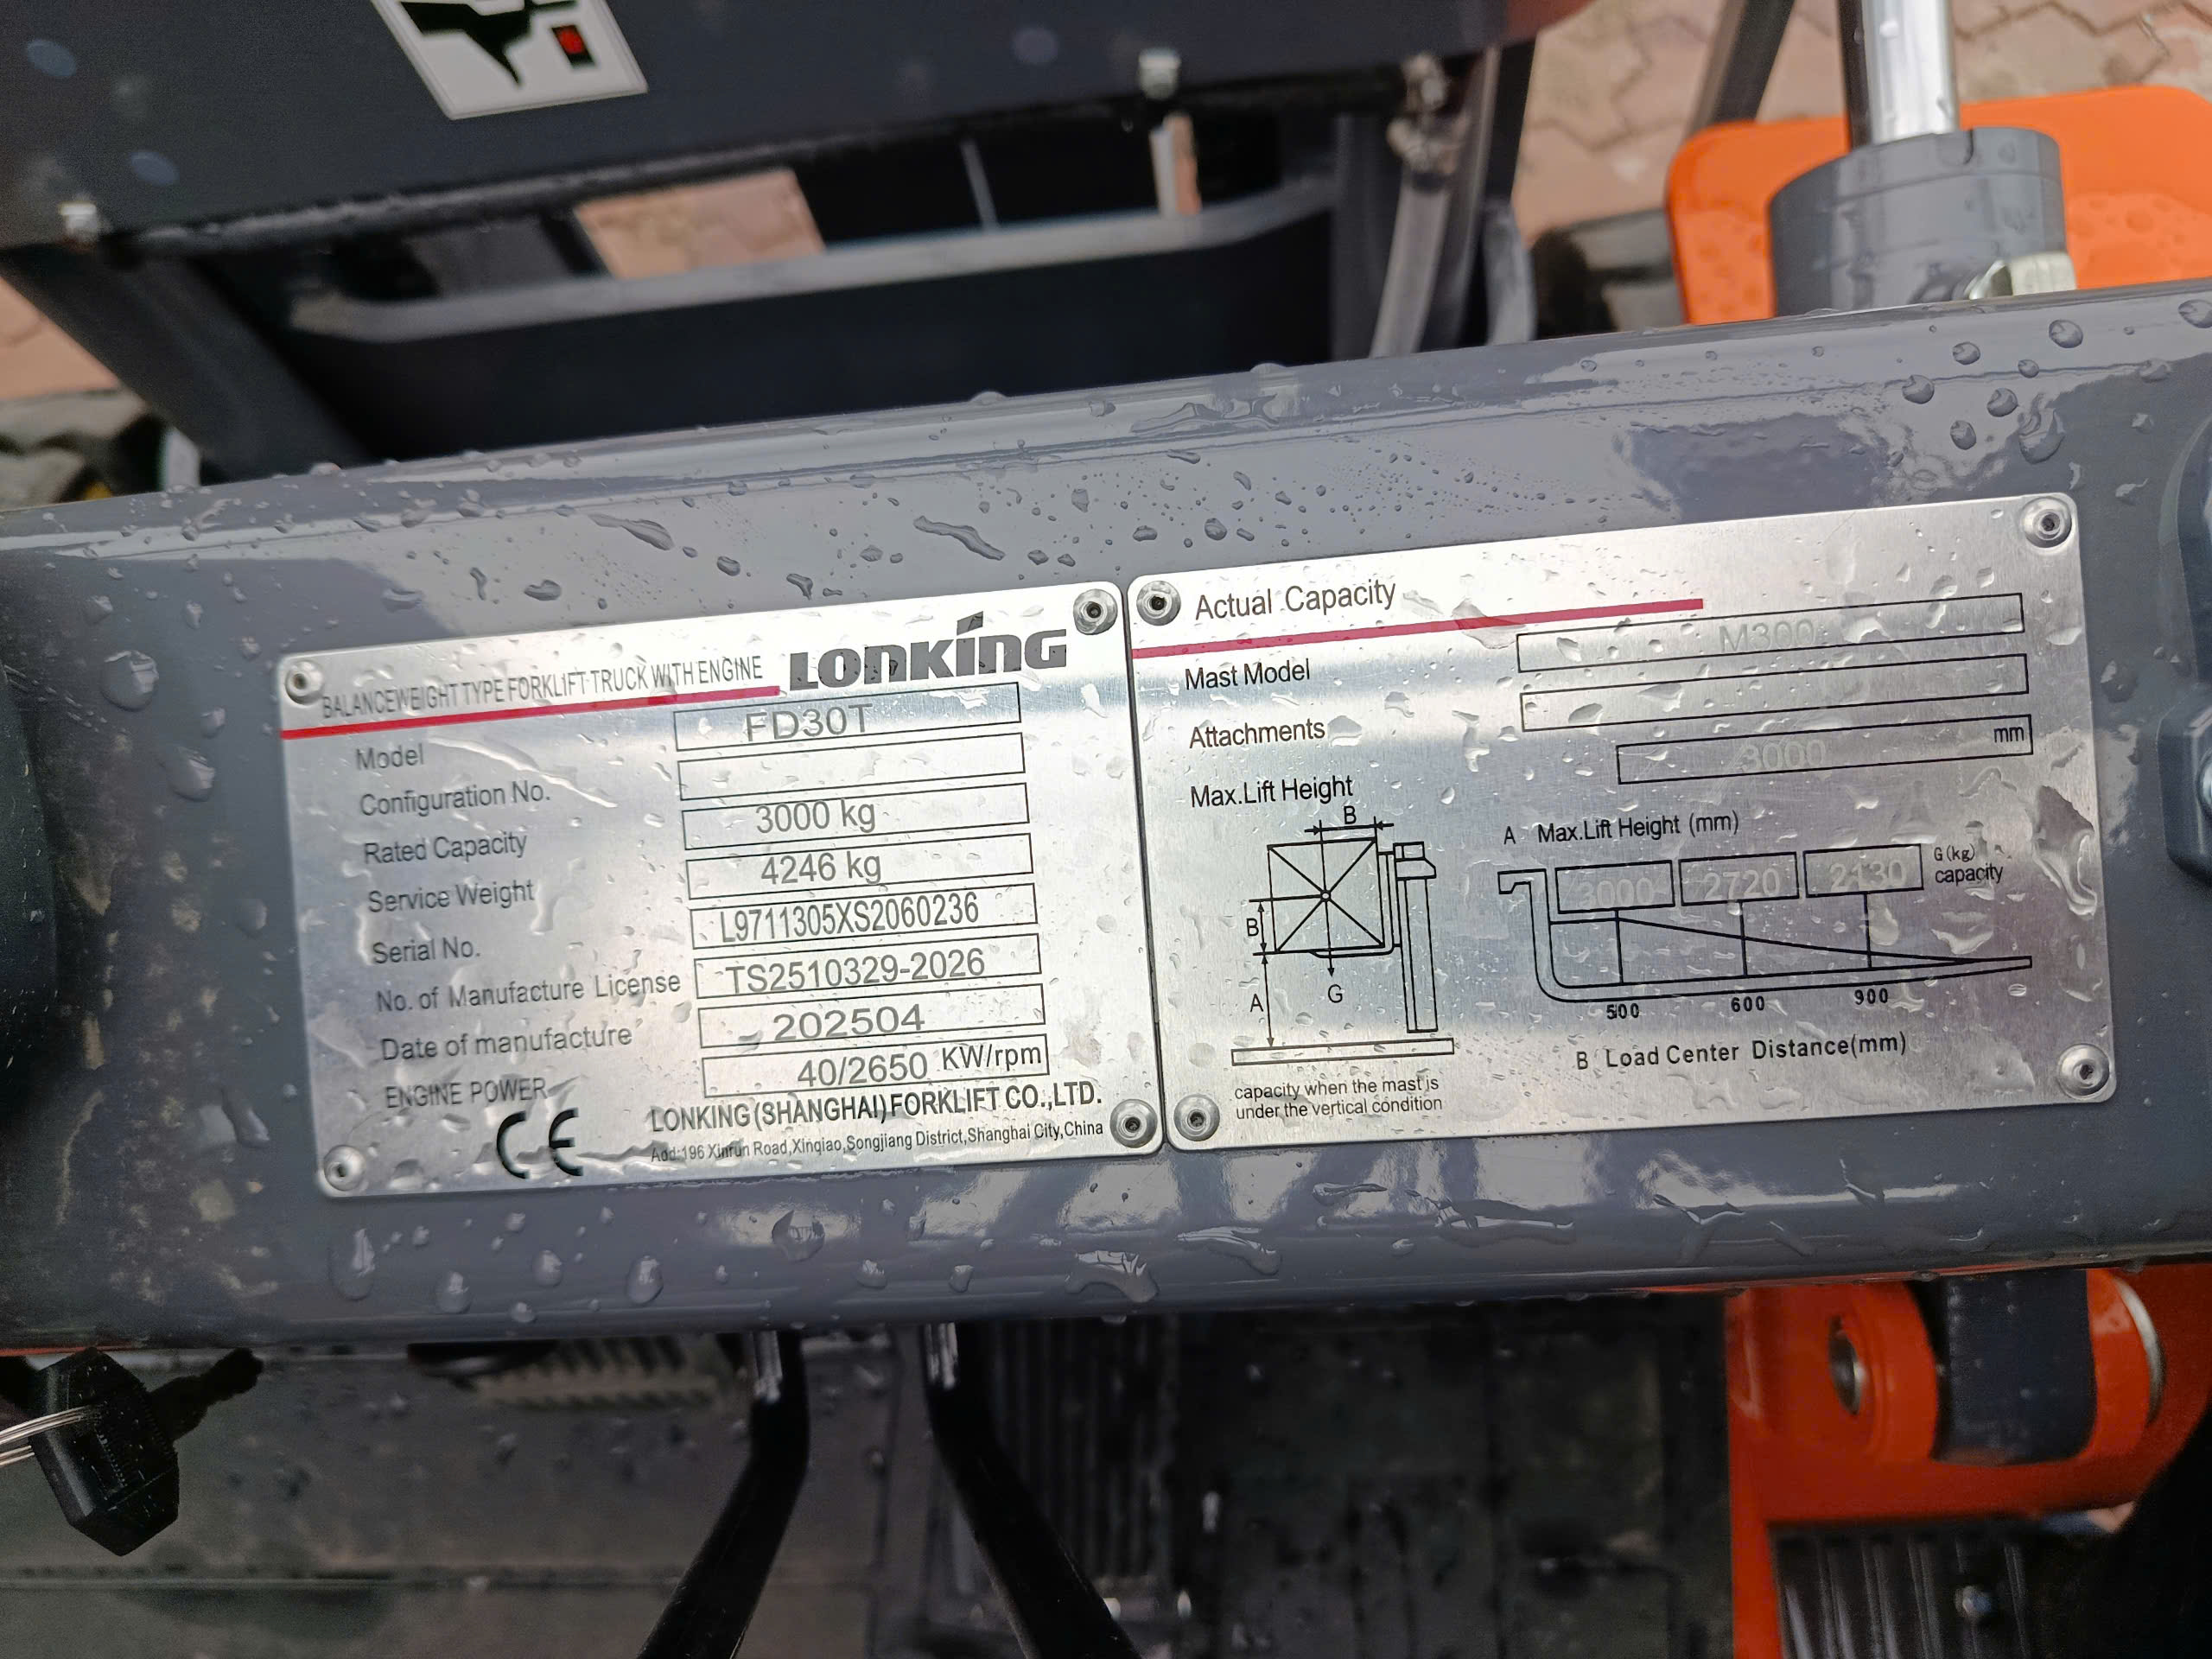 BALANCEWEIGHT TYPE FORKLIFT TRUCK WITH ENGINE LONKING
Model FD30T
Configuration No.
Rated Capacity 3000 kg
Service Weight 4246 kg
Serial No. L9711305XS2060236
No. of Manufacture License TS2510329-2026
Date of manufacture 202504
ENGINE POWER 40/2650 KW/rpm
CE LONKING (SHANGHAI) FORKLIFT CO.,LTD.
Add:196 Xinrun Road,Xinqiao,Songjiang District,Shanghai City,China
Actual Capacity
Mast Model M300
Attachments
Max.Lift Height 3000 mm
B
B
A
G
capacity when the mast is
under the vertical condition
A Max.Lift Height (mm)
3000 2720 2130 G(kg)
capacity
500 600 900
B Load Center Distance(mm)